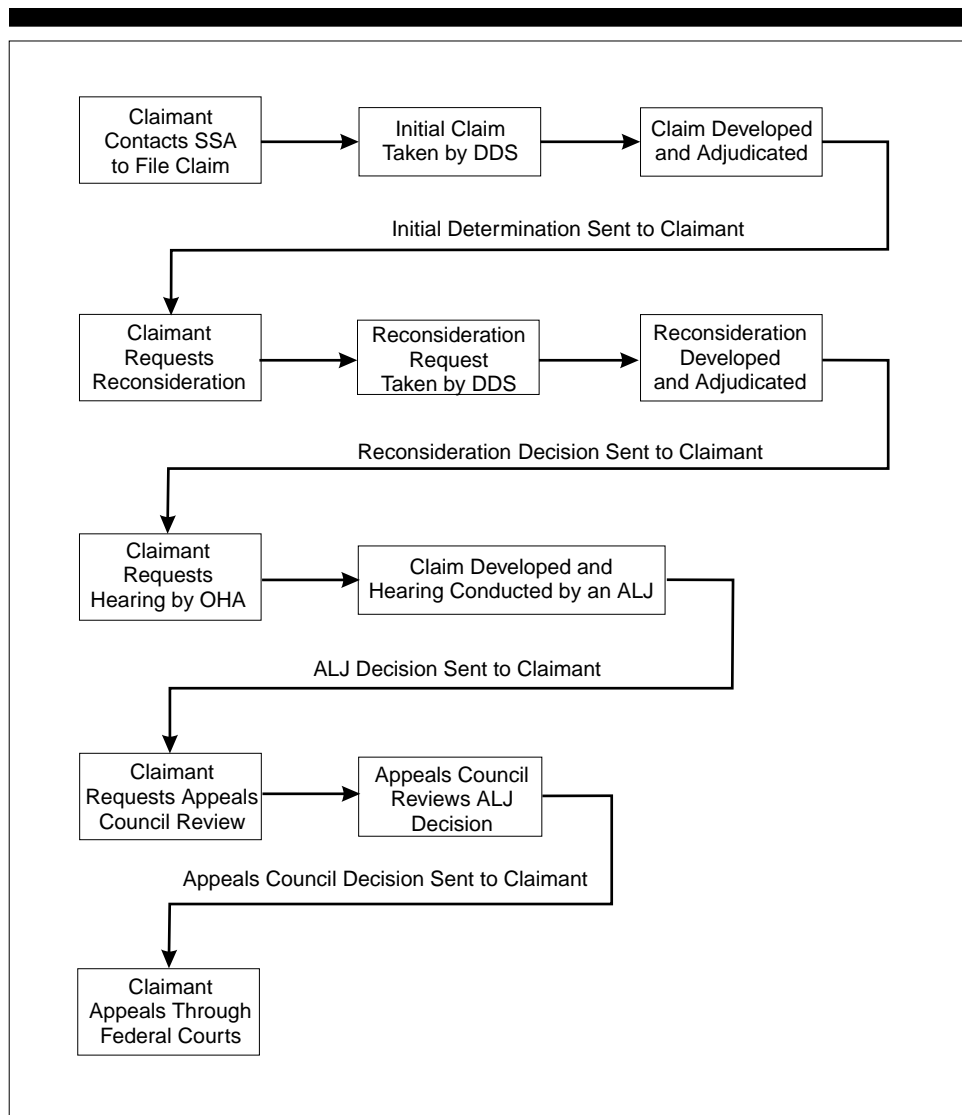 Claimant
Contacts SSA
to File Claim
Initial Claim
Taken by DDS
Claim Developed
and Adjudicated
Initial Determination Sent to Claimant
Claimant
Requests
Reconsideration
Reconsideration
Request
Taken by DDS
Reconsideration
Developed
and Adjudicated
Reconsideration Decision Sent to Claimant
Claimant
Requests
Hearing by OHA
Claim Developed and
Hearing Conducted by an ALJ
ALJ Decision Sent to Claimant
Claimant
Requests Appeals
Council Review
Appeals Council
Reviews ALJ
Decision
Appeals Council Decision Sent to Claimant
Claimant
Appeals Through
Federal Courts